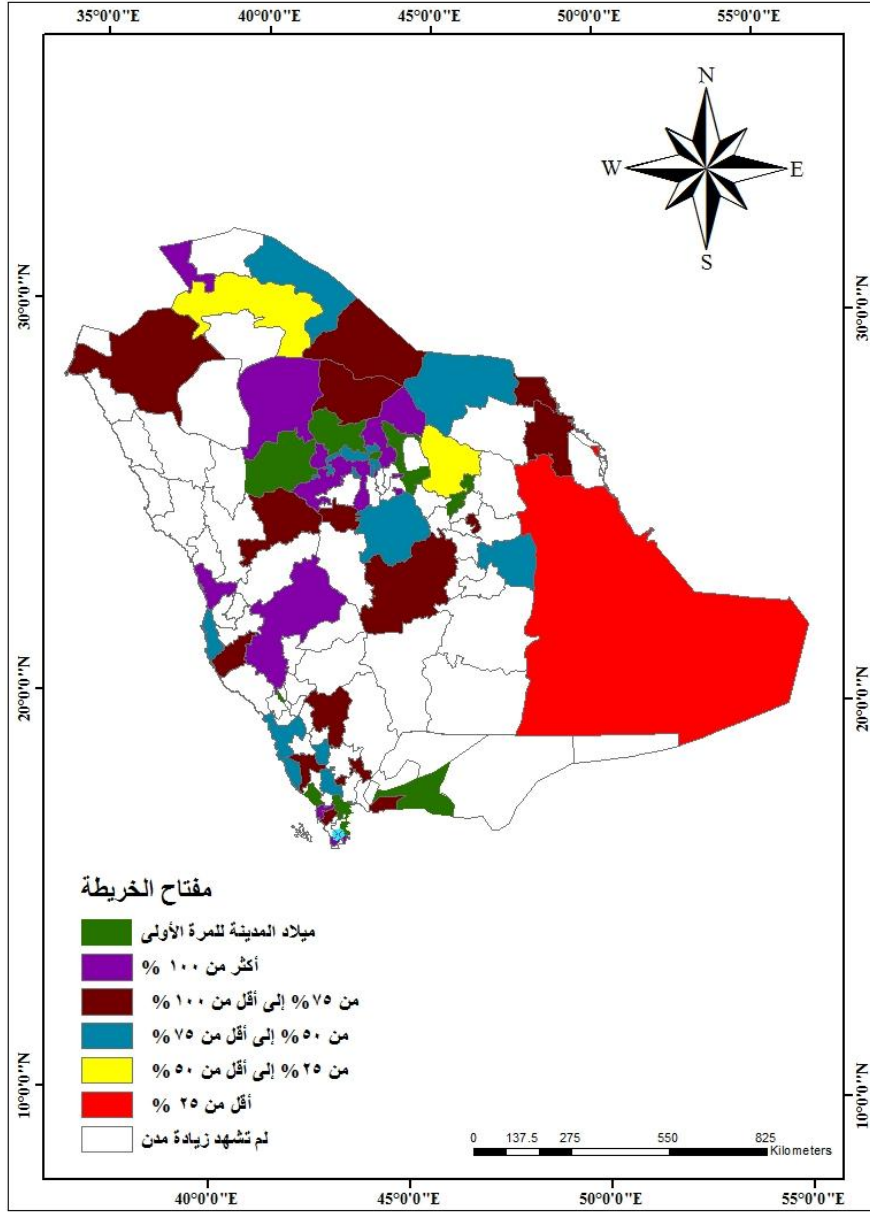 35°0'0"E 40°0'0"E 45°0'0"E 50°0'0"E 55°0'0"E
N
W E
S
30°0'0"N 30°0'0"N
20°0'0"N 20°0'0"N
مفتاح الخريطة
ميلاد المدينة للمرة الأولى
أكثر من ١٠٠ %
من ٧٥ % إلى أقل من ١٠٠ %
من ٥٠ % إلى أقل من ٧٥ %
من ٢٥ % إلى أقل من ٥٠ %
أقل من ٢٥ %
لم تشهد زيادة مدن
10°0'0"N 10°0'0"N
0 137.5 275 550 825
Kilometers
40°0'0"E 45°0'0"E 50°0'0"E 55°0'0"E